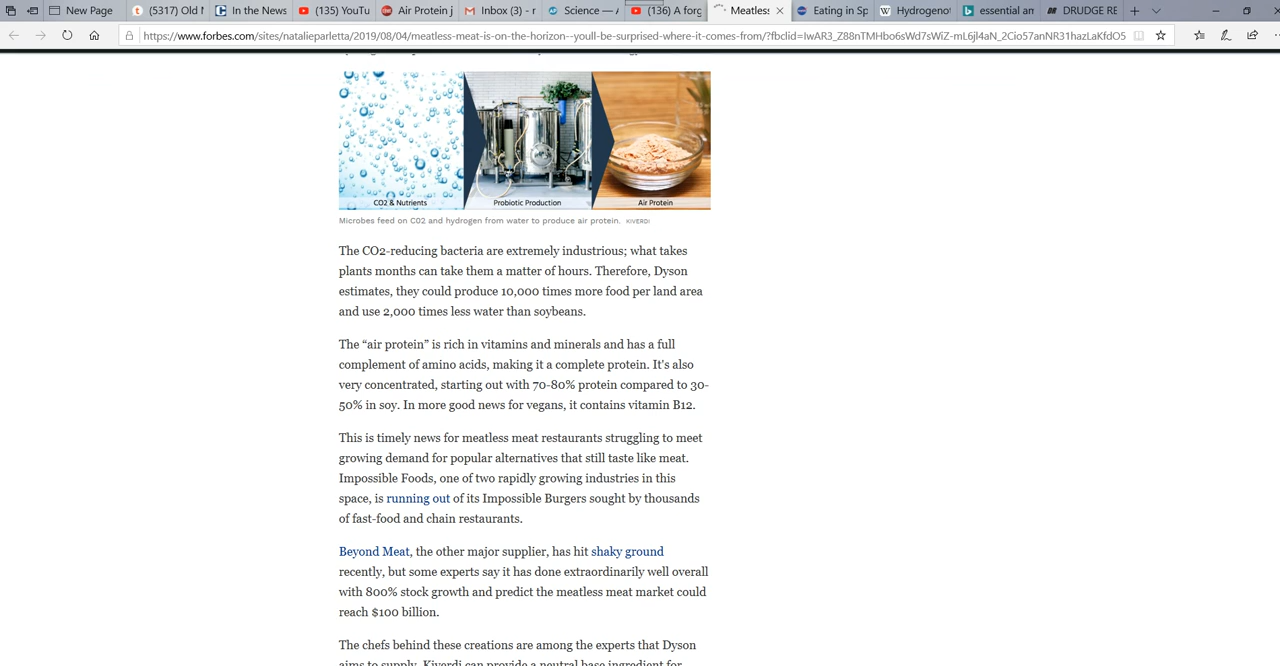 New Page
(5317) Old M
In the News
(135) YouTu
Air Protein j
Inbox (3) - r
Science — A
(136) A forg
Meatless
Eating in Sp
Hydrogenot
essential am
DRUDGE RE
https://www.forbes.com/sites/natalieparletta/2019/08/04/meatless-meat-is-on-the-horizon--youll-be-surprised-where-it-comes-from/?fbclid=IwAR3_Z88nTMHbo6sWd7sWiZ-mL6jl4aN_2Cio57anNR31hazLaKfdO5
CO2 & Nutrients
Probiotic Production
Air Protein
Microbes feed on C02 and hydrogen from water to produce air protein. KIVERDI
The CO2-reducing bacteria are extremely industrious; what takes
plants months can take them a matter of hours. Therefore, Dyson
estimates, they could produce 10,000 times more food per land area
and use 2,000 times less water than soybeans.
The “air protein” is rich in vitamins and minerals and has a full
complement of amino acids, making it a complete protein. It's also
very concentrated, starting out with 70-80% protein compared to 30-
50% in soy. In more good news for vegans, it contains vitamin B12.
This is timely news for meatless meat restaurants struggling to meet
growing demand for popular alternatives that still taste like meat.
Impossible Foods, one of two rapidly growing industries in this
space, is running out of its Impossible Burgers sought by thousands
of fast-food and chain restaurants.
Beyond Meat, the other major supplier, has hit shaky ground
recently, but some experts say it has done extraordinarily well overall
with 800% stock growth and predict the meatless meat market could
reach $100 billion.
The chefs behind these creations are among the experts that Dyson
aims to supply. Kiverdi can provide a neutral base ingredient for